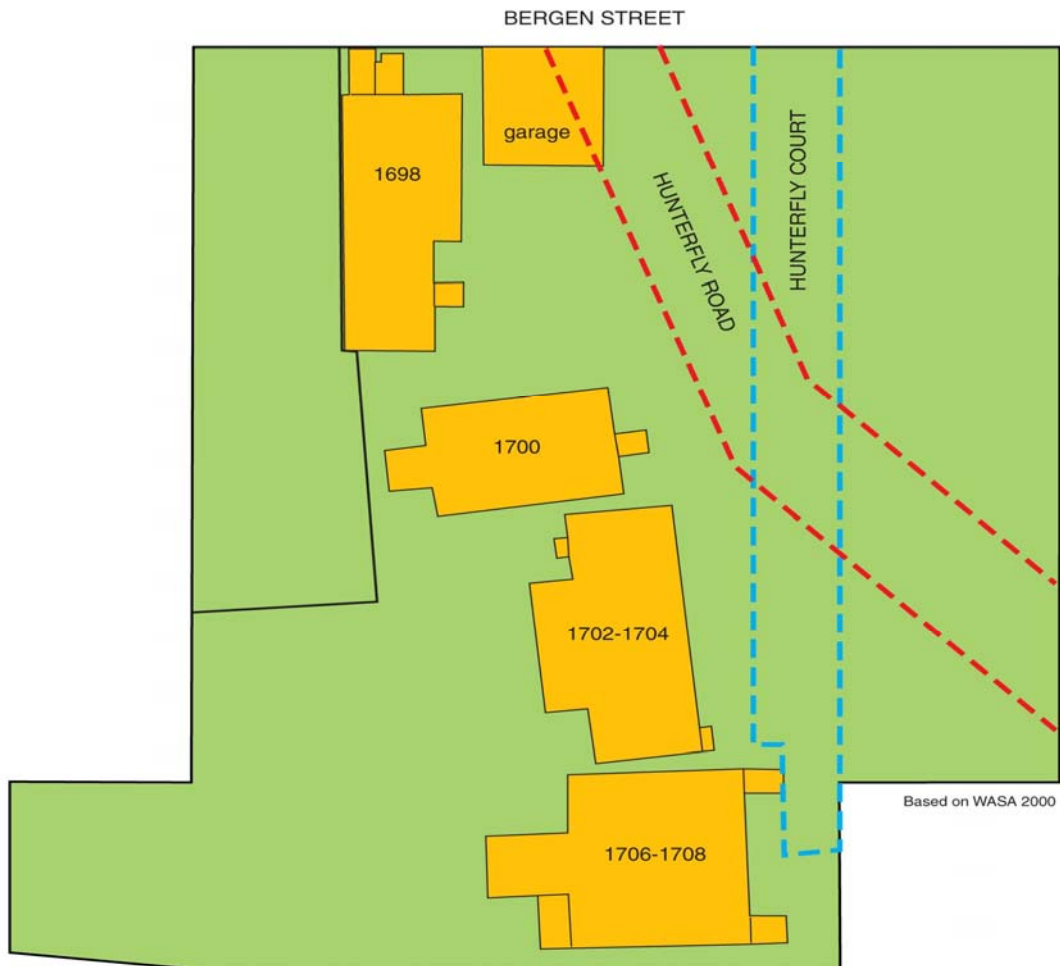 BERGEN STREET
garage
1698
HUNTERFLY ROAD
HUNTERFLY COURT
1700
1702-1704
Based on WASA 2000
1706-1708